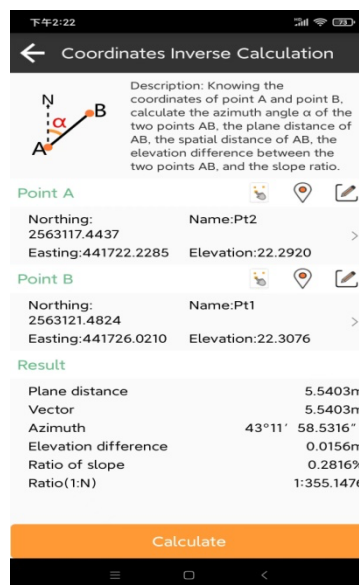 下午2:22
73
Coordinates Inverse Calculation
N
α
B
A
Description: Knowing the
coordinates of point A and point B,
calculate the azimuth angle α of the
two points AB, the plane distance of
AB, the spatial distance of AB, the
elevation difference between the
two points AB, and the slope ratio.
Point A
Northing:
2563117.4437
Name:Pt2
Easting:441722.2285 Elevation:22.2920
Point B
Northing:
2563121.4824
Name:Pt1
Easting:441726.0210 Elevation:22.3076
Result
Plane distance 5.5403m
Vector 5.5403m
Azimuth 43°11′ 58.5316″
Elevation difference 0.0156m
Ratio of slope 0.2816%
Ratio(1:N) 1:355.1476
Calculate